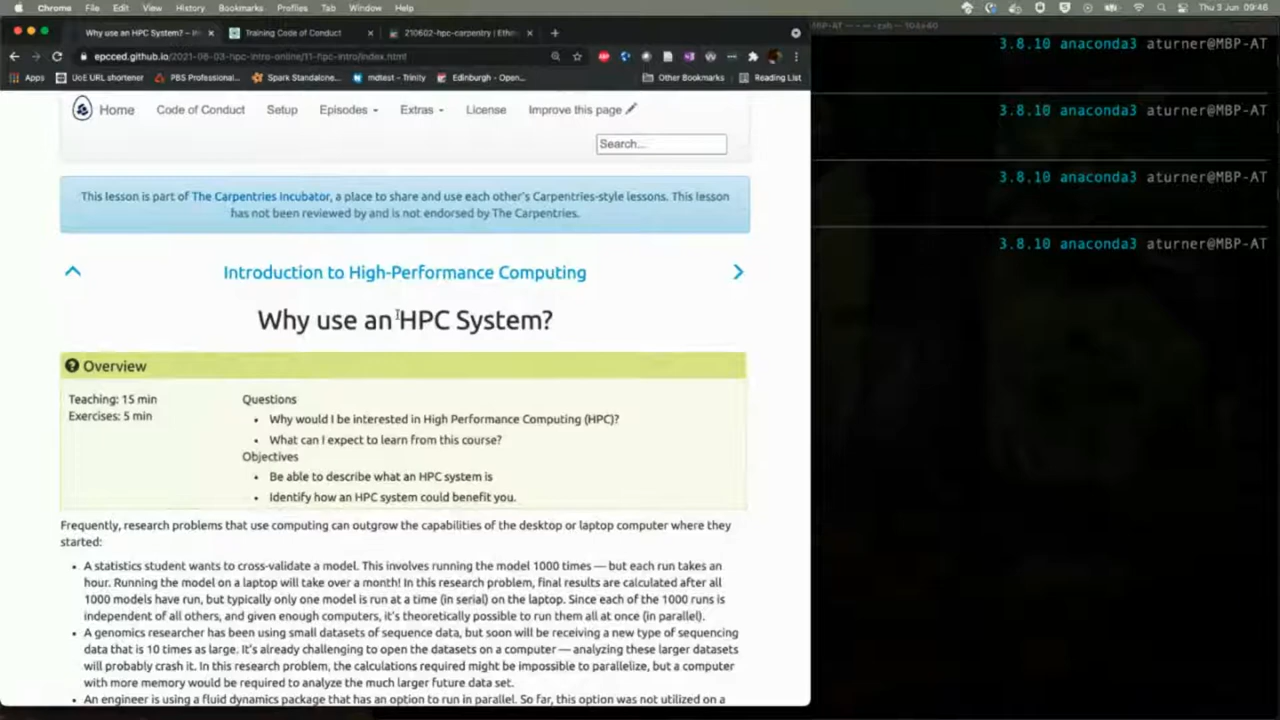 Chrome File Edit View History Bookmarks Profiles Tab Window Help Thu 3 Jun 09:46
Why use an HPC System? – In Training Code of Conduct 210602-hpc-carpentry | Ethe
epcced.github.io/2021-06-03-hpc-intro-online/11-hpc-intro/index.html
Apps UoE URL shortener PBS Professional... Spark Standalone... mdtest - Trinity Edinburgh - Open... Other Bookmarks Reading List
Home Code of Conduct Setup Episodes Extras License Improve this page
Search...
This lesson is part of The Carpentries Incubator, a place to share and use each other's Carpentries-style lessons. This lesson
has not been reviewed by and is not endorsed by The Carpentries.
Introduction to High-Performance Computing
Why use an HPC System?
Overview
Teaching: 15 min
Exercises: 5 min
Questions
Why would I be interested in High Performance Computing (HPC)?
What can I expect to learn from this course?
Objectives
Be able to describe what an HPC system is
Identify how an HPC system could benefit you.
Frequently, research problems that use computing can outgrow the capabilities of the desktop or laptop computer where they
started:
A statistics student wants to cross-validate a model. This involves running the model 1000 times — but each run takes an
hour. Running the model on a laptop will take over a month! In this research problem, final results are calculated after all
1000 models have run, but typically only one model is run at a time (in serial) on the laptop. Since each of the 1000 runs is
independent of all others, and given enough computers, it's theoretically possible to run them all at once (in parallel).
A genomics researcher has been using small datasets of sequence data, but soon will be receiving a new type of sequencing
data that is 10 times as large. It's already challenging to open the datasets on a computer — analyzing these larger datasets
will probably crash it. In this research problem, the calculations required might be impossible to parallelize, but a computer
with more memory would be required to analyze the much larger future data set.
An engineer is using a fluid dynamics package that has an option to run in parallel. So far, this option was not utilized on a
3.8.10 anaconda3 aturner@MBP-AT
3.8.10 anaconda3 aturner@MBP-AT
3.8.10 anaconda3 aturner@MBP-AT
3.8.10 anaconda3 aturner@MBP-AT